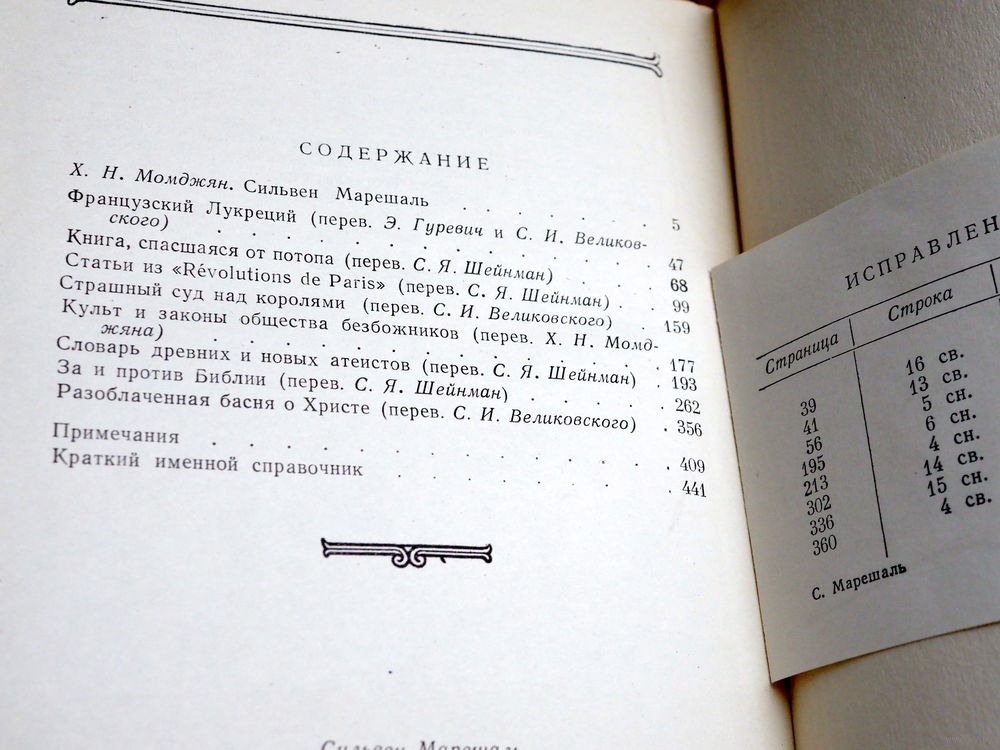 СОДЕРЖАНИЕ
Х. Н. Момджян. Сильвен Марешаль . . . . . . . 5
Французский Лукреций (перев. Э. Гуревич и С. И. Великов-
ского) . . . . . . . . . . . . 47
Книга, спасшаяся от потопа (перев. С. Я. Шейнман) . . . 68
Статьи из «Révolutions de Paris» (перев. С. Я. Шейнман) . . 99
Страшный суд над королями (перев. С. И. Великовского) . 159
Культ и законы общества безбожников (перев. Х. Н. Момд-
жяна) . . . . . . . . . . . . 177
Словарь древних и новых атеистов (перев. С. Я. Шейнман) . 193
За и против Библии (перев. С. Я. Шейнман) . . . . . 262
Разоблаченная басня о Христе (перев. С. И. Великовского) . 356
Примечания . . . . . . . . . . . . 409
Краткий именной справочник . . . . . . . 441
Сильвен Марешаль
ИСПРАВЛЕН
Страница Строка
39 16 св.
41 13 св.
56 5 сн.
195 6 сн.
213 4 сн.
302 14 св.
336 15 сн.
360 4 св.
С. Марешаль